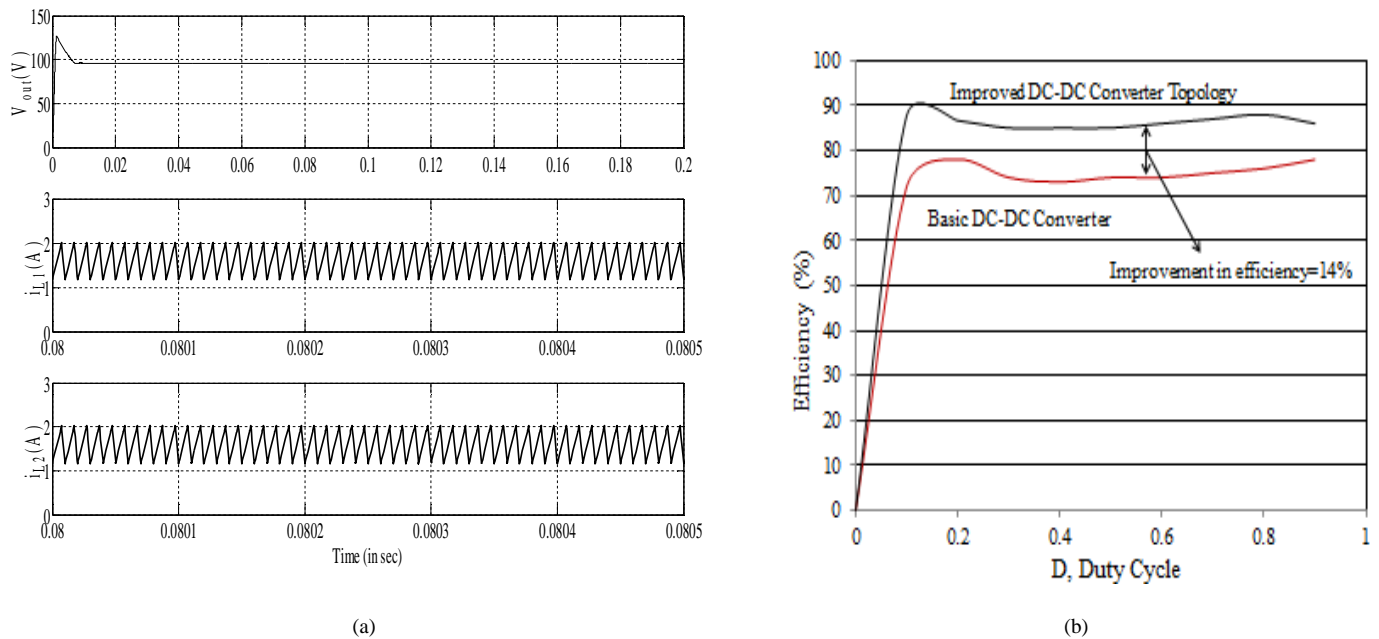 V out (V)
150
100
50
0
0 0.02 0.04 0.06 0.08 0.1 0.12 0.14 0.16 0.18 0.2
i L 1 (A)
3
2
1
0
0.08 0.0801 0.0802 0.0803 0.0804 0.0805
i L 2 (A)
3
2
1
0
0.08 0.0801 0.0802 0.0803 0.0804 0.0805
Time (in sec)
(a)
Efficiency (%)
100
90
80
70
60
50
40
30
20
10
0
Improved DC-DC Converter Topology
Basic DC-DC Converter
Improvement in efficiency=14%
0 0.2 0.4 0.6 0.8 1
D, Duty Cycle
(b)